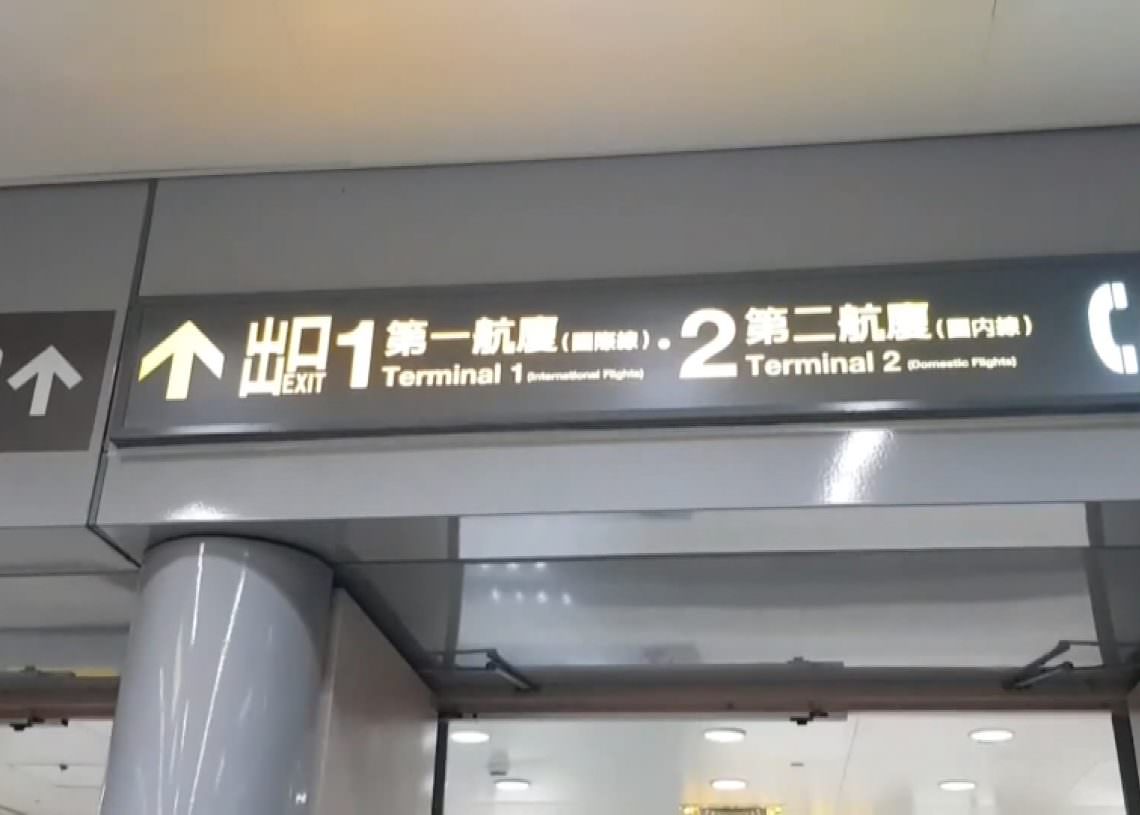 出口 EXIT
1 第一航廈 (國際線)
Terminal 1 (International Flights)
·
2 第二航廈 (國內線)
Terminal 2 (Domestic Flights)